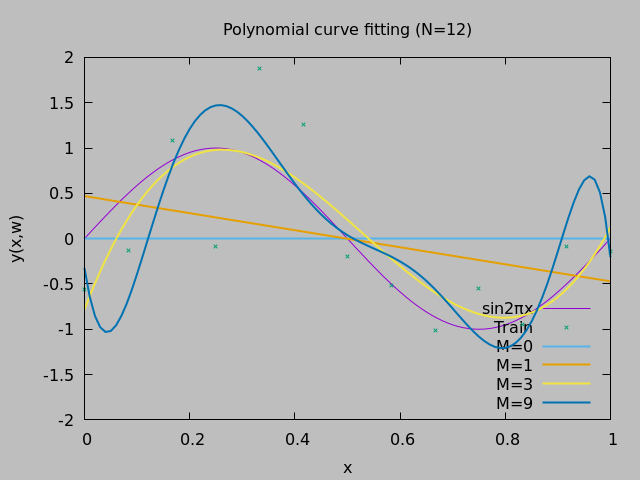 Polynomial curve fitting (N=12)
2
1.5
1
0.5
0
-0.5
-1
-1.5
-2
y(x,w)
0
0.2
0.4
0.6
0.8
1
x
sin2πx
Train
M=0
M=1
M=3
M=9